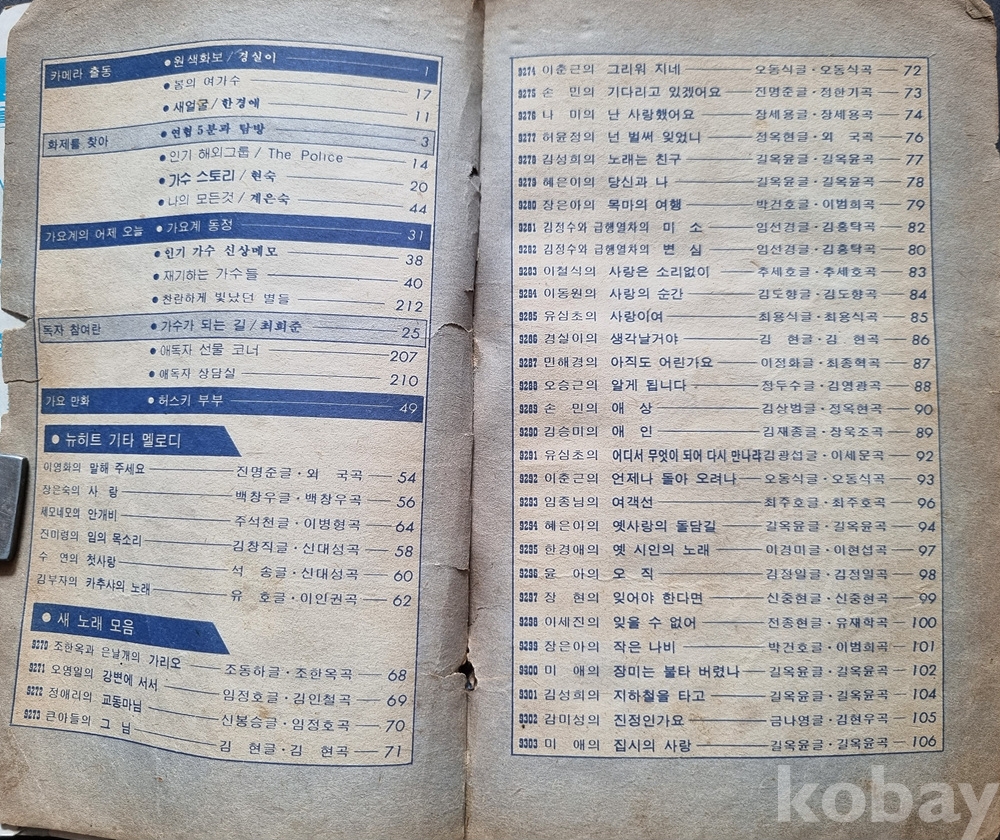 카메라 출동 ● 원색화보 / 경실이 1
● 봄의 여가수 17
● 새얼굴 / 한경애 11
화제를 찾아 ● 연협 5분과 탐방 3
● 인기 해외그룹 / The Police 14
● 가수 스토리 / 현숙 20
● 나의 모든것 / 계은숙 44
가요계의 어제 오늘 ● 가요계 동정 31
● 인기 가수 신상메모 38
● 재기하는 가수들 40
● 찬란하게 빛났던 별들 212
독자 참여란 ● 가수가 되는 길 / 최희준 25
● 애독자 선물 코너 207
● 애독자 상담실 210
가요 만화 ● 허스키 부부 49
● 뉴히트 기타 멜로디
이영화의 말해 주세요 진명준글·외 국곡 54
장은숙의 사 랑 백창우글·백창우곡 56
세모네모의 안개비 주석천글·이병형곡 64
진미령의 임의 목소리 김창직글·신대성곡 58
수 연의 첫사랑 석 송글·신대성곡 60
김부자의 카추샤의 노래 유 호글·이인권곡 62
● 새 노래 모음
9270 조한옥과 은날개의 가리오 조동하글·조한옥곡 68
9271 오영일의 강변에 서서 임정호글·김인철곡 69
9272 정애리의 교동마님 신봉승글·임정호곡 70
9273 큰아들의 그 님 김 현글·김 현곡 71
9274 이춘근의 그리워 지네 오동식글·오동식곡 72
9275 손 민의 기다리고 있겠어요 진명준글·정한기곡 73
9276 나 미의 난 사랑했어요 장세용글·장세용곡 74
9277 허윤정의 넌 벌써 잊었니 정옥현글·외 국곡 76
9278 김성희의 노래는 친구 길옥윤글·길옥윤곡 77
9279 혜은이의 당신과 나 길옥윤글·길옥윤곡 78
9280 장은아의 목마의 여행 박건호글·이범희곡 79
9281 김정수와 급행열차의 미 소 임선경글·김홍탁곡 82
9282 김정수와 급행열차의 변 심 임선경글·김홍탁곡 80
9283 이철식의 사랑은 소리없이 추세호글·추세호곡 83
9284 이동원의 사랑의 순간 김도향글·김도향곡 84
9285 유심초의 사랑이여 최용식글·최용식곡 85
9286 경실이의 생각날거야 김 현글·김 현곡 86
9287 민해경의 아직도 어린가요 이정화글·최종혁곡 87
9288 오승근의 알게 됩니다 장두수글·김영광곡 88
9289 손 민의 애 상 김상범글·정옥현곡 90
9290 김승미의 애 인 김재종글·장욱조곡 89
9291 유심초의 어디서 무엇이 되어 다시 만나랴 김광섭글·이세문곡 92
9292 이춘근의 언제나 돌아 오려나 오동식글·오동식곡 93
9293 임종님의 여객선 최주호글·최주호곡 96
9294 혜은이의 옛사랑의 돌담길 길옥윤글·길옥윤곡 94
9295 한경애의 옛 시인의 노래 이경미글·이현섭곡 97
9296 윤 아의 오 직 김정일글·김정일곡 98
9297 장 현의 잊어야 한다면 신중현글·신중현곡 99
9298 이세진의 잊을 수 없어 전종현글·유재학곡 100
9299 장은아의 작은 나비 박건호글·이범희곡 101
9300 미 애의 장미는 불타 버렸나 길옥윤글·길옥윤곡 102
9301 김성희의 지하철을 타고 길옥윤글·길옥윤곡 104
9302 김미성의 진정인가요 금나영글·김현우곡 105
9303 미 애의 집시의 사랑 길옥윤글·길옥윤곡 106
kobay